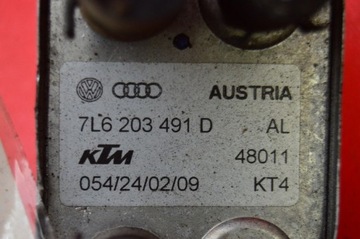 AUSTRIA
7L6 203 491 D AL
KTM 48011
054/24/02/09 KT4